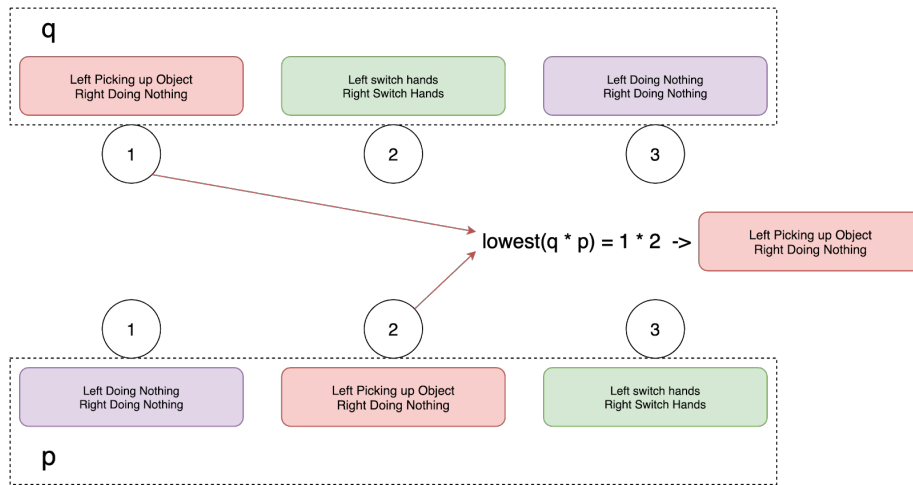 q
Left Picking up Object
Right Doing Nothing
Left switch hands
Right Switch Hands
Left Doing Nothing
Right Doing Nothing
1
2
3
lowest(q * p) = 1 * 2 ->
Left Picking up Object
Right Doing Nothing
1
2
3
Left Doing Nothing
Right Doing Nothing
Left Picking up Object
Right Doing Nothing
Left switch hands
Right Switch Hands
p